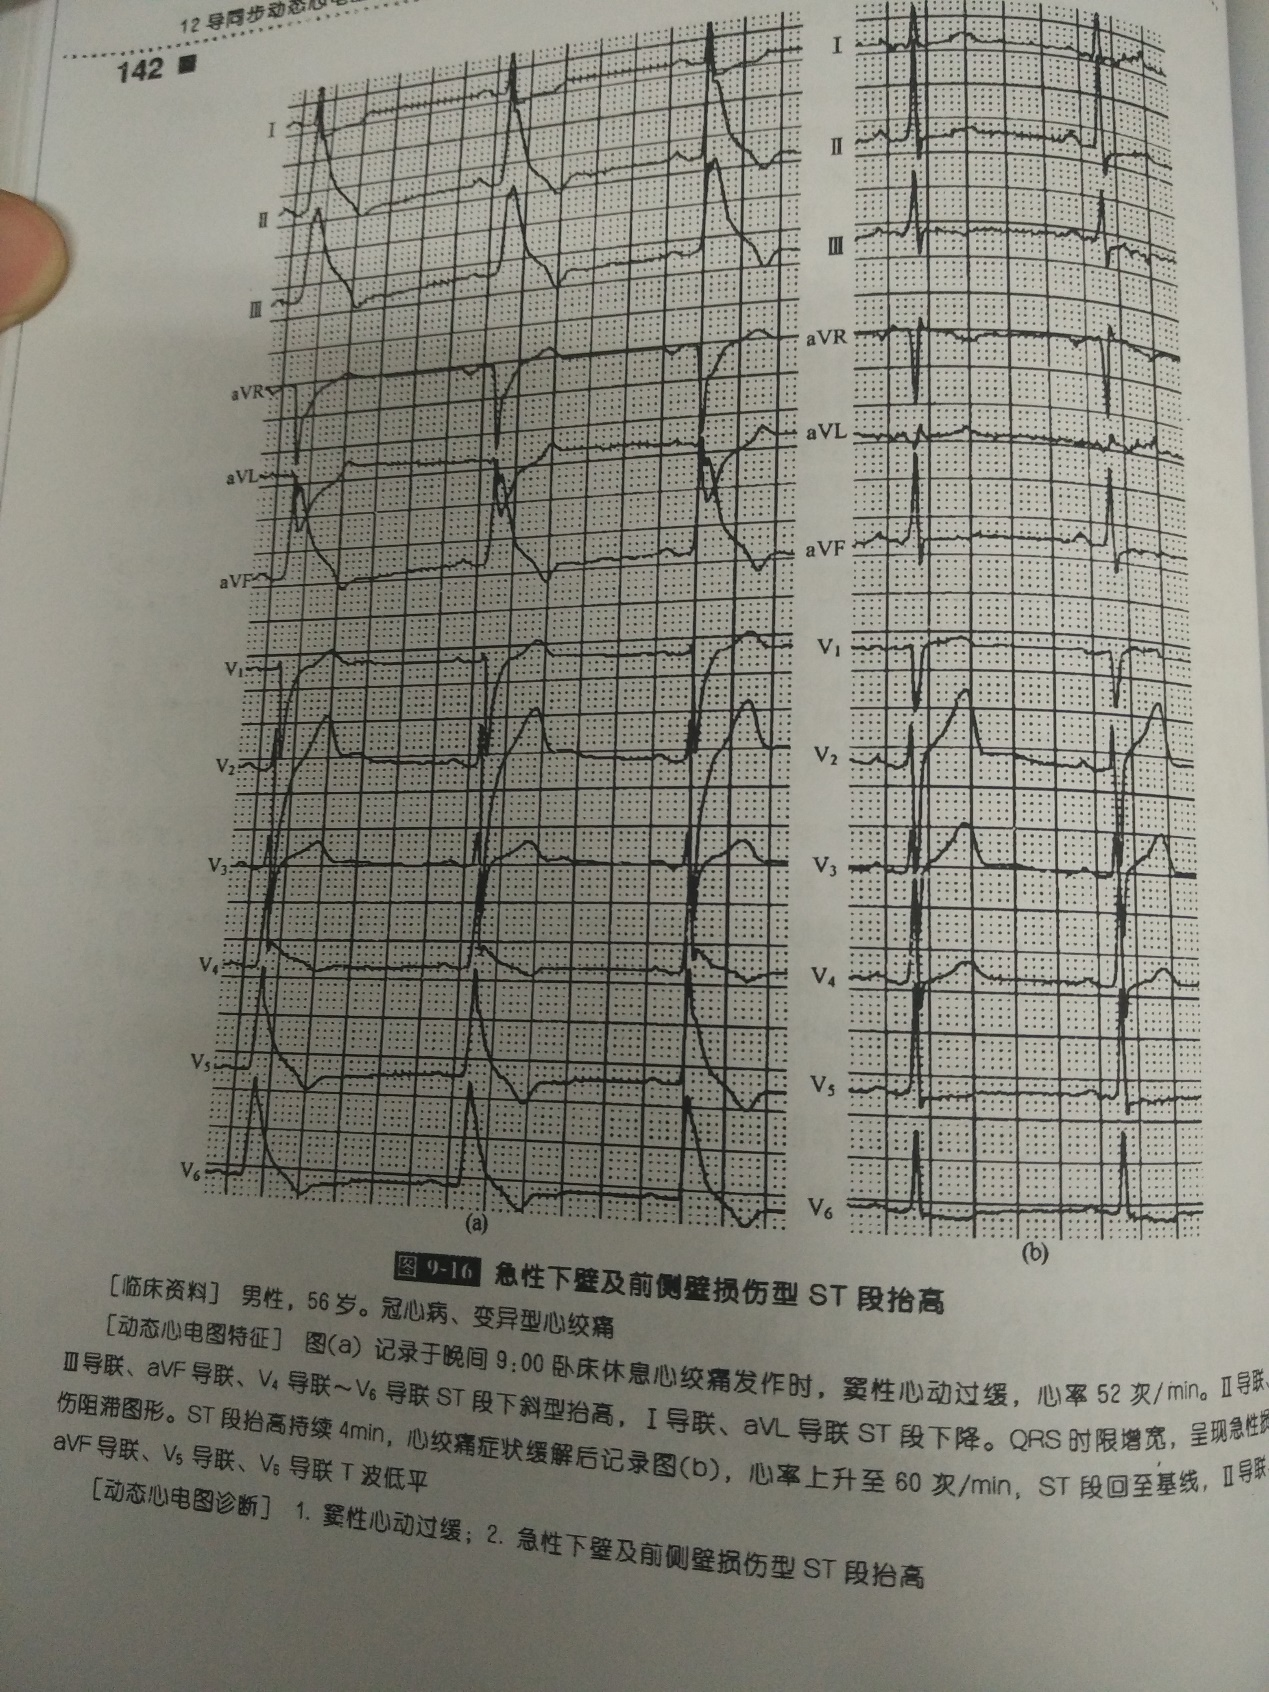 12 导同步动态心电
142 ■
I
II
III
aVR
aVL
aVF
V1
V2
V3
V4
V5
V6
(a)
I
II
III
aVR
aVL
aVF
V1
V2
V3
V4
V5
V6
(b)
图 9-16 急性下壁及前侧壁损伤型 ST 段抬高
[临床资料] 男性，56 岁。冠心病、变异型心绞痛
[动态心电图特征] 图(a) 记录于晚间 9:00 卧床休息心绞痛发作时，窦性心动过缓，心率 52 次/min。Ⅱ导联、
Ⅲ导联、aVF 导联、V4 导联～V6 导联 ST 段下斜型抬高，Ⅰ导联、aVL 导联 ST 段下降。QRS 时限增宽，呈现急性损
伤阻滞图形。ST 段抬高持续 4min，心绞痛症状缓解后记录图(b)，心率上升至 60 次/min，ST 段回至基线，Ⅱ导联
aVF 导联、V5 导联、V6 导联 T 波低平
[动态心电图诊断] 1. 窦性心动过缓；2. 急性下壁及前侧壁损伤型 ST 段抬高